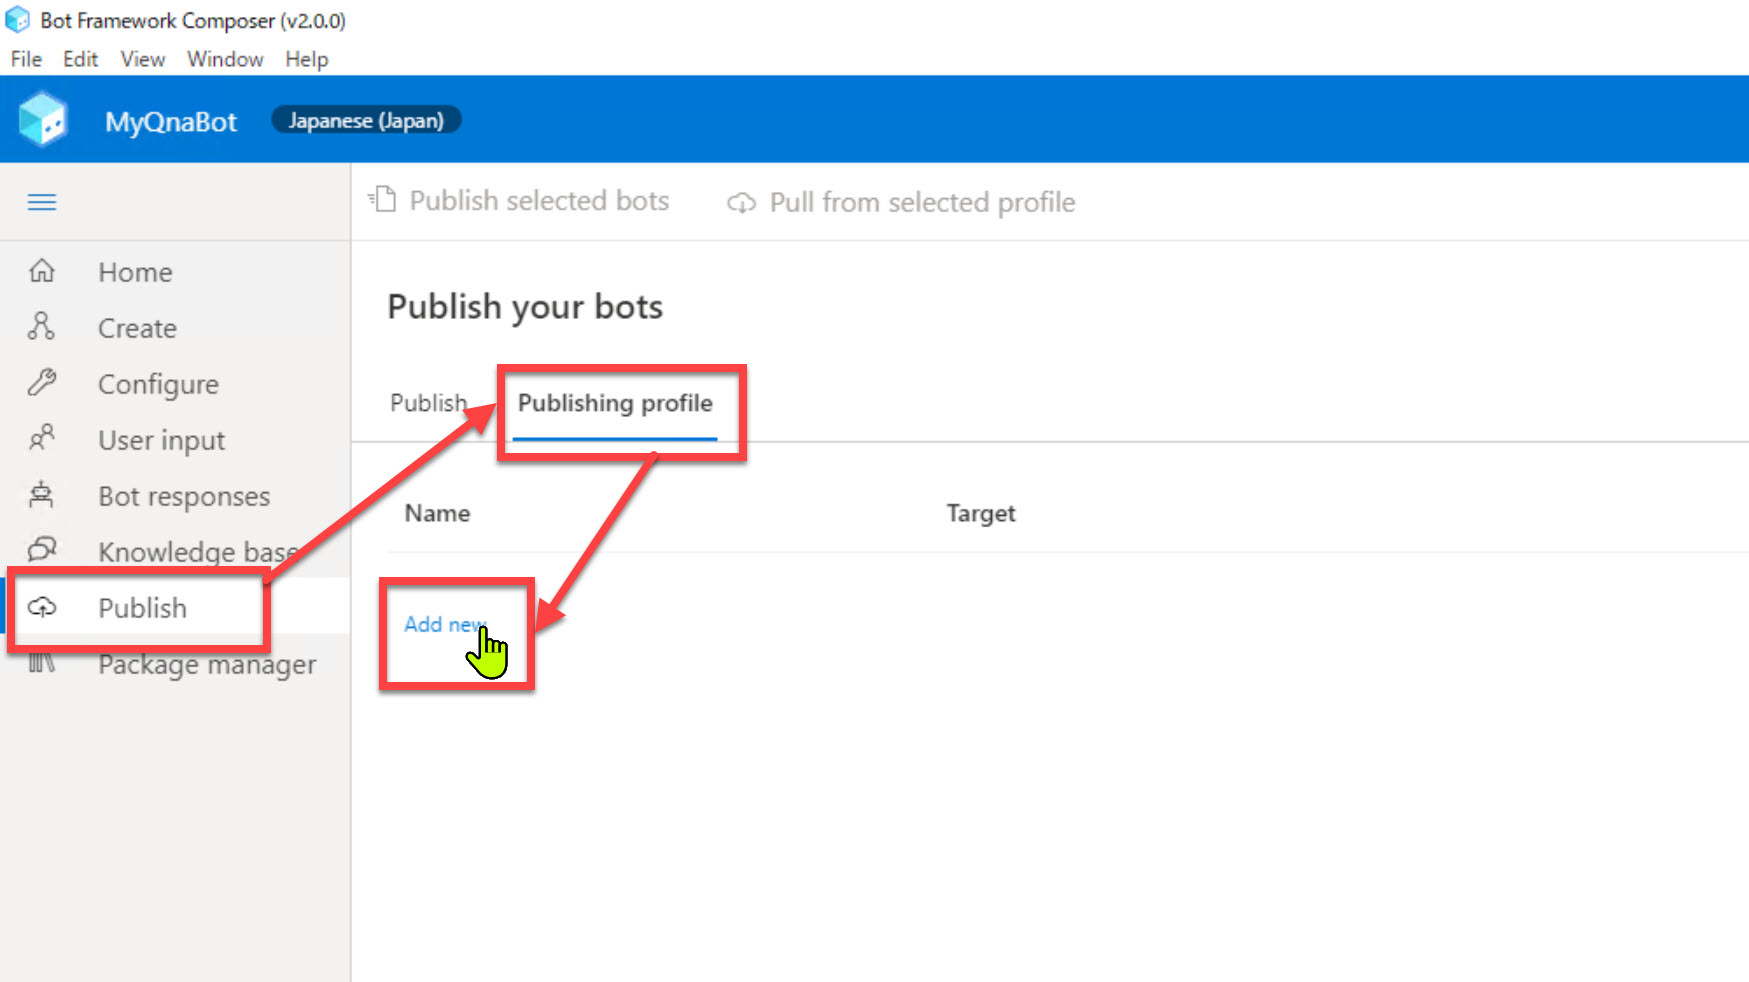 Bot Framework Composer (v2.0.0)
File Edit View Window Help
MyQnaBot Japanese (Japan)
Publish selected bots Pull from selected profile
Home
Create
Configure
User input
Bot responses
Knowledge base
Publish
Package manager
Publish your bots
Publish Publishing profile
Name Target
Add new